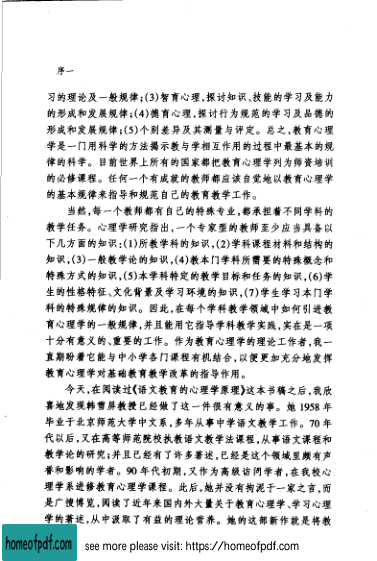 序一
习的理论及一般规律;(3)智育心理,探讨知识、技能的学习及能力
的形成和发展规律;(4)德育心理,探讨行为规范的学习及品德的
形成和发展规律;(5)个别差异及其测量与评定。总之,教育心理
学是一门用科学的方法揭示教与学相互作用的过程中最基本的规
律的科学。目前世界上所有的国家都把教育心理学列为师资培训
的必修课程。任何一个有成就的教师都应该自觉地以教育心理学
的基本规律来指导和规范自己的教育教学工作。
当然,每一个教师都有自己的特殊专业,都承担着不同学科的
教学任务。心理学研究指出,一个专家型的教师至少应当具备以
下几方面的知识:(1)所教学科的知识,(2)学科课程材料和结构的
知识,(3)一般教学论的知识,(4)教本门学科所需要的特殊概念和
特殊方式的知识,(5)本学科特定的教学目标和任务的知识,(6)学
生的性格特征、文化背景及学习环境的知识,(7)学生学习本门学
科的特殊规律的知识。因此,在每个学科教学领域中如何引进教
育心理学的一般规律,并且能用它指导学科教学实践,实在是一项
十分有意义的、重要的工作。作为教育心理学的理论工作者,我一
直期盼着它能与中小学各门课程有机结合,以便更加充分地发挥
教育心理学对基础教育教学改革的指导作用。
今天,在阅读过《语文教育的心理学原理》这本书稿之后,我欣
喜地发现韩雪屏教授已经做了这一件很有意义的事。她 1958 年
毕业于北京师范大学中文系,多年从事中学语文教学工作。70 年
代以后,又在高等师范院校执教语文教学法课程,从事语文课程和
教学论的研究;并且已经有了许多著述,已经是这个领域里颇有声
誉和影响的学者。90 年代初期,又作为高级访问学者,在我校心
理学系进修教育心理学课程。此后,她并没有拘泥于一家之言,而
是广搜博览,阅读了近年来国内外大量关于教育心理学、学习心理
学的著述,从中汲取了有益的理论营养。她的这部新作就是将教
homeofpdf.com
see more please visit: https://homeofpdf.com